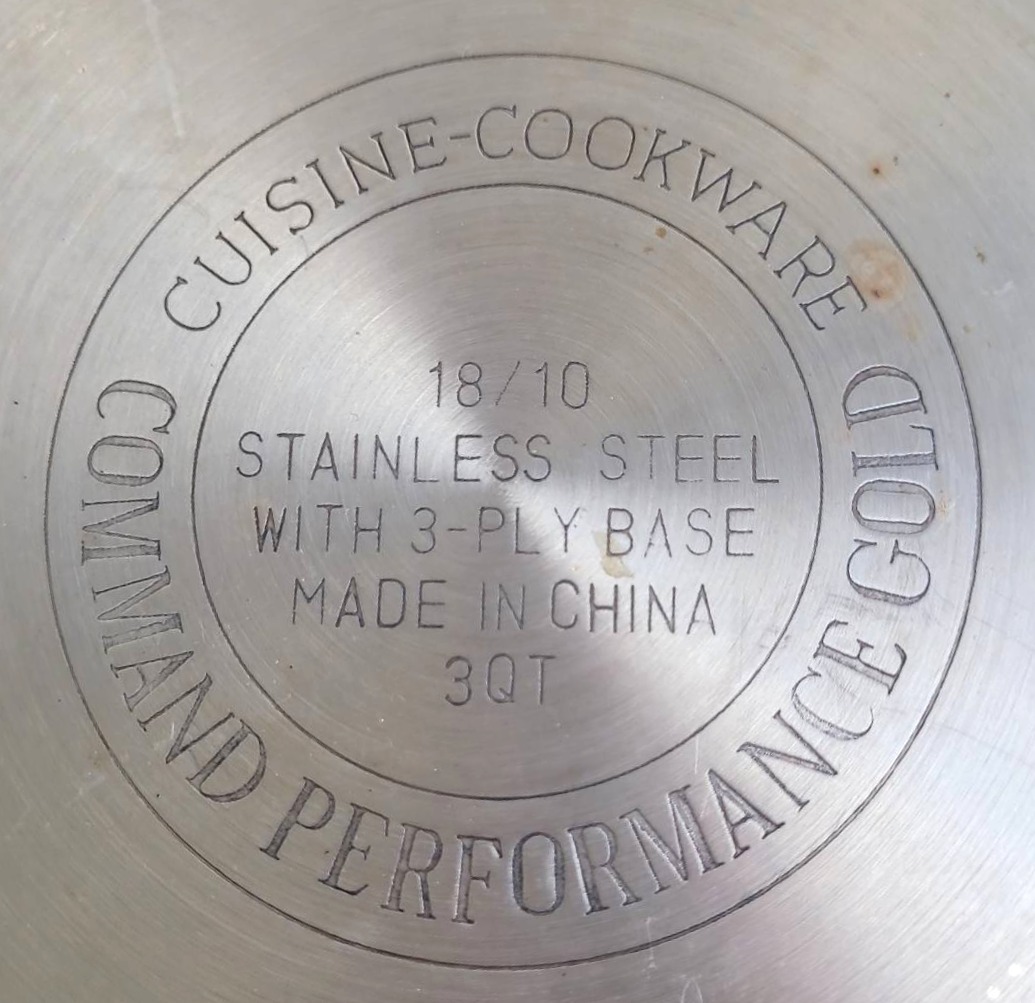 CUISINE-COOKWARE
18/10
STAINLESS STEEL
WITH 3-PLY BASE
MADE IN CHINA
3QT
COMMAND PERFORMANCE GOLD